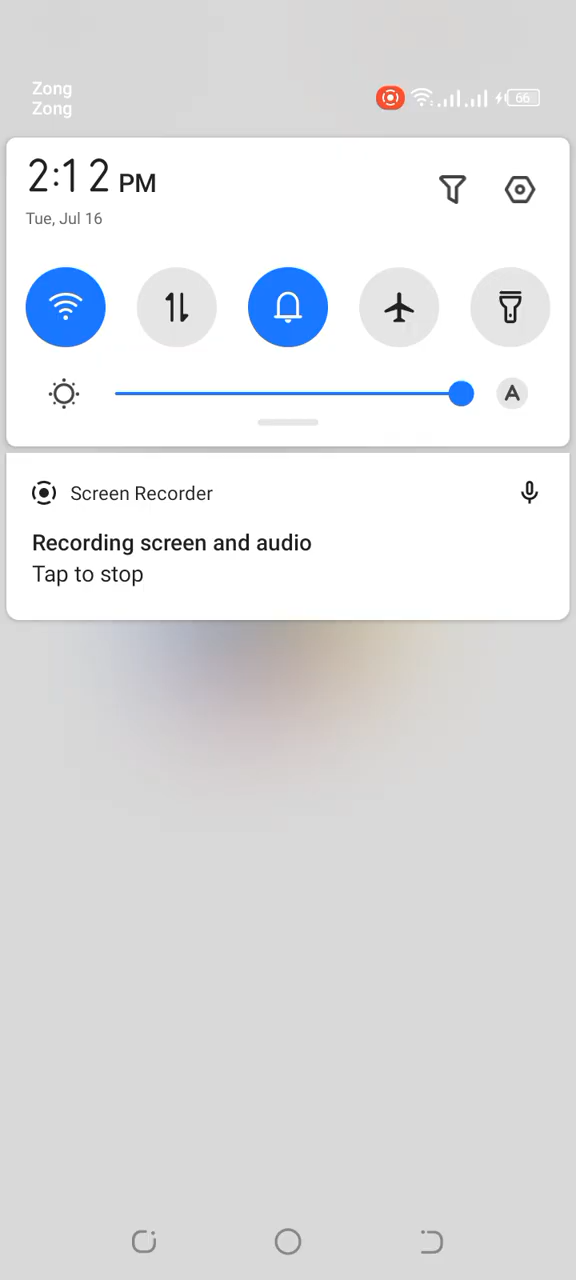 Zong
Zong
66
2:12 PM
Tue, Jul 16
A
Screen Recorder
Recording screen and audio
Tap to stop